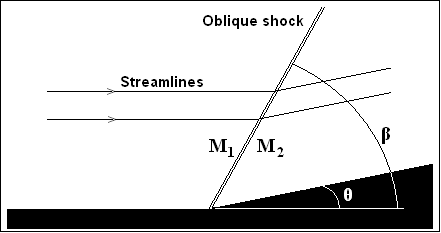 Oblique shock
Streamlines
β
M1 M2
θ